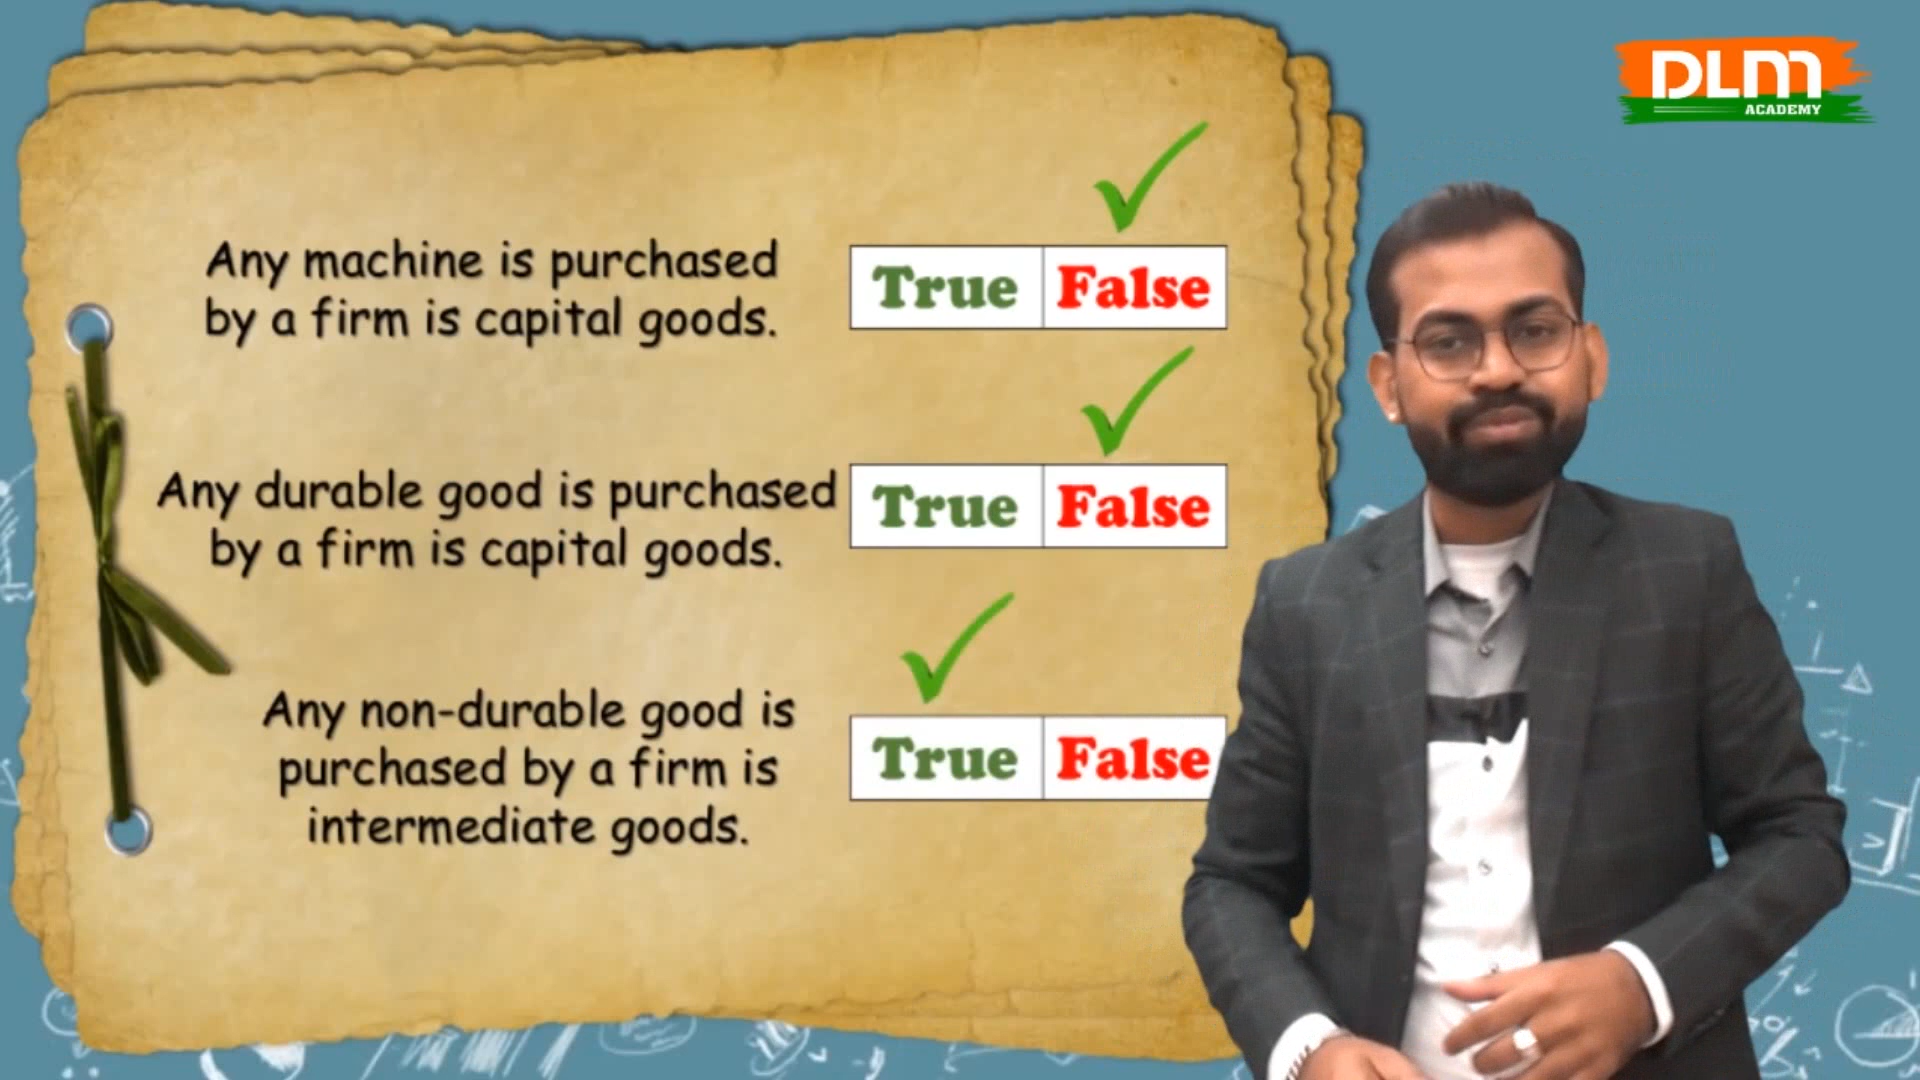 DLM
ACADEMY
Any machine is purchased
by a firm is capital goods.
True False
Any durable good is purchased
by a firm is capital goods.
True False
Any non-durable good is
purchased by a firm is
intermediate goods.
True False